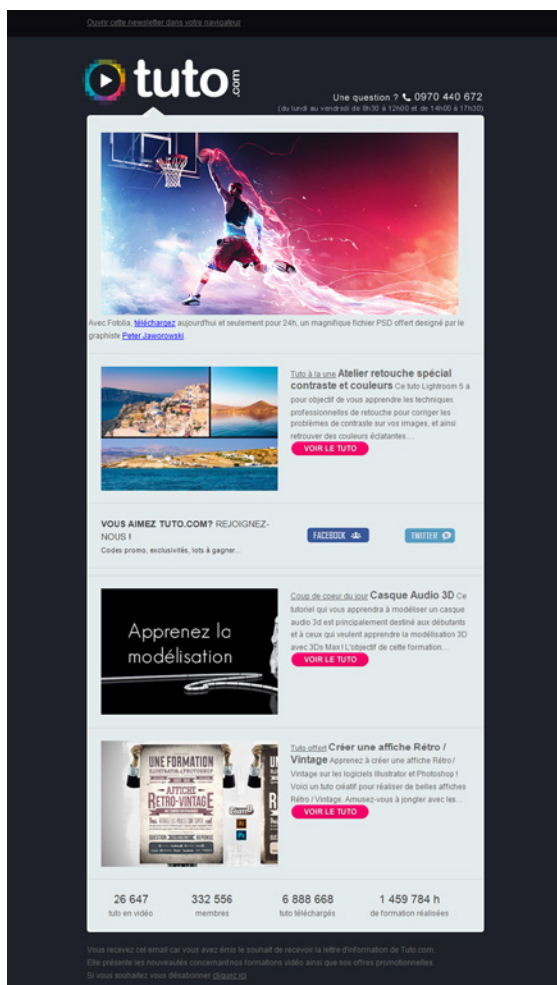 Ouvrir cette newsletter dans votre navigateur
tuto.com
Une question ? 0970 440 672
(du lundi au vendredi de 8h30 à 12h00 et de 14h00 à 17h30)
Avec Fotolia, téléchargez aujourd'hui et seulement pour 24h, un magnifique fichier PSD offert designé par le
graphiste Peter Jaworowski.
Tuto à la une Atelier retouche spécial
contraste et couleurs Ce tuto Lightroom 5 a
pour objectif de vous apprendre les techniques
professionnelles de retouche pour corriger les
problèmes de contraste sur vos images, et ainsi
retrouver des couleurs éclatantes....
VOIR LE TUTO
VOUS AIMEZ TUTO.COM? REJOIGNEZ-
NOUS !
Codes promo, exclusivités, lots à gagner...
FACEBOOK
TWITTER
Apprenez la
modélisation
Coup de coeur du jour Casque Audio 3D Ce
tutoriel qui vous apprendra à modéliser un casque
audio 3d est principalement destiné aux débutants
et à ceux qui veulent apprendre la modélisation 3D
avec 3Ds Max ! L'objectif de cette formation...
VOIR LE TUTO
UNE FORMATION
ILLUSTRATOR & PHOTOSHOP
AFFICHE
RETRO-VINTAGE
Ai
Ps
Tuto offert Créer une affiche Rétro /
Vintage Apprenez à créer une affiche Rétro /
Vintage sur les logiciels Illustrator et Photoshop !
Voici un tuto créatif pour réaliser de belles affiches
Rétro / Vintage. Amusez-vous à jongler avec les...
VOIR LE TUTO
26 647 332 556 6 888 668 1 459 784 h
tuto en vidéo membres tuto téléchargés de formation réalisées
Vous recevez cet email car vous avez émis le souhait de recevoir la lettre d'information de Tuto.com.
Elle présente les nouveautés concernant nos formations vidéo ainsi que nos offres promotionnelles.
Si vous souhaitez vous désabonner cliquez ici